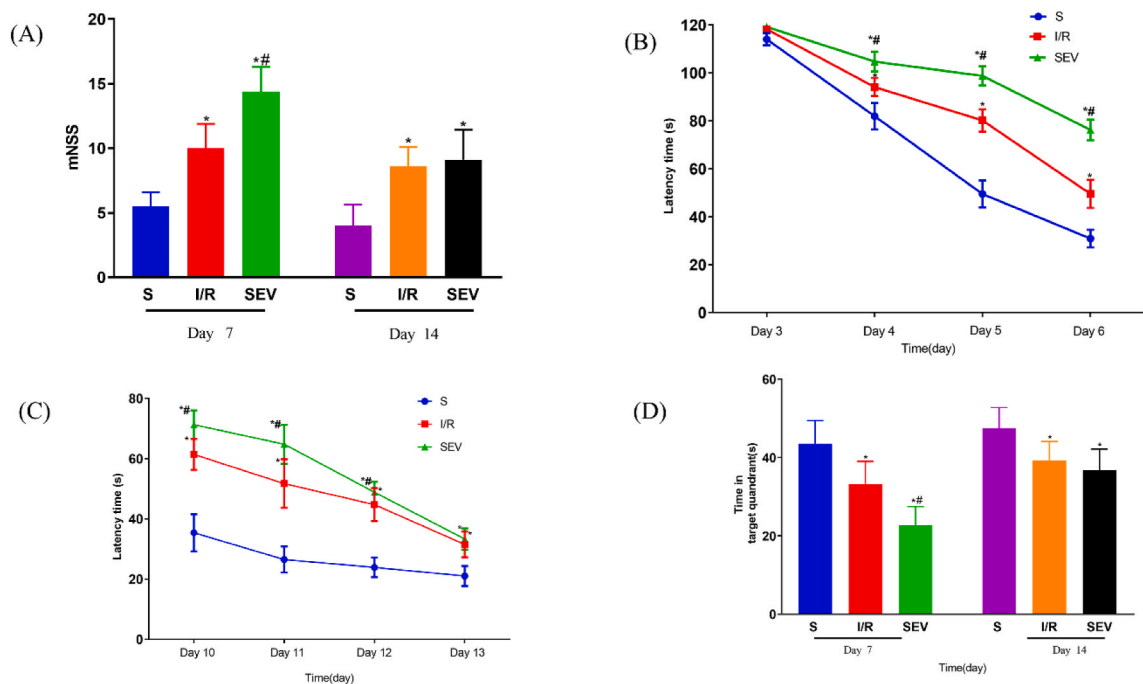 (A)
20
15
10
5
0
mNSS
*
*#
*
*
S I/R SEV S I/R SEV
Day 7 Day 14
(B)
120
100
80
60
40
20
0
Latency time (s)
S
I/R
SEV
*#
*
*#
*
*#
*
Day 3 Day 4 Day 5 Day 6
Time(day)
(C)
80
60
40
20
0
Latency time (s)
S
I/R
SEV
*#
*
*#
*
*#
*
*
*
Day 10 Day 11 Day 12 Day 13
Time(day)
(D)
60
40
20
0
Time in
target quandrant(s)
*
*#
*
*
S I/R SEV S I/R SEV
Day 7 Day 14
Time(day)